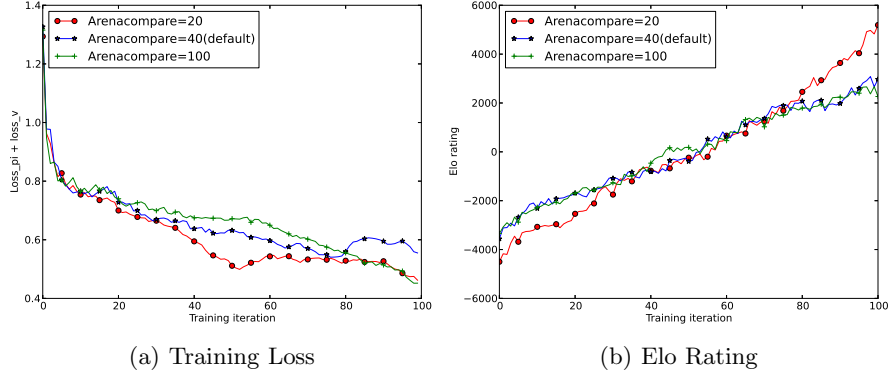 1.4
1.2
1.0
0.8
0.6
0.4
Loss_pi + loss_v
Arenacompare=20
Arenacompare=40(default)
Arenacompare=100
0 20 40 60 80 100
Training iteration
(a) Training Loss
6000
4000
2000
0
−2000
−4000
−6000
Elo rating
Arenacompare=20
Arenacompare=40(default)
Arenacompare=100
0 20 40 60 80 100
Training iteration
(b) Elo Rating